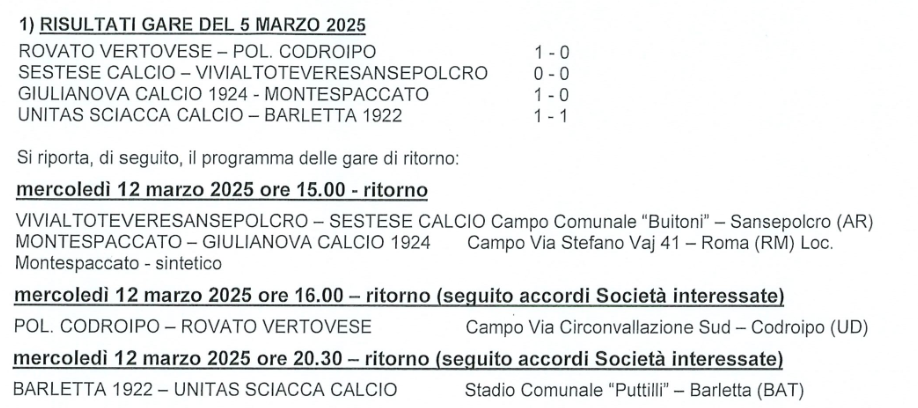 1) RISULTATI GARE DEL 5 MARZO 2025
ROVATO VERTOVESE – POL. CODROIPO 1 - 0
SESTESE CALCIO – VIVIALTOTEVERESANSEPOLCRO 0 - 0
GIULIANOVA CALCIO 1924 - MONTESPACCATO 1 - 0
UNITAS SCIACCA CALCIO – BARLETTA 1922 1 - 1
Si riporta, di seguito, il programma delle gare di ritorno:
mercoledì 12 marzo 2025 ore 15.00 - ritorno
VIVIALTOTEVERESANSEPOLCRO – SESTESE CALCIO Campo Comunale "Buitoni" – Sansepolcro (AR)
MONTESPACCATO – GIULIANOVA CALCIO 1924 Campo Via Stefano Vaj 41 – Roma (RM) Loc.
Montespaccato - sintetico
mercoledì 12 marzo 2025 ore 16.00 – ritorno (seguito accordi Società interessate)
POL. CODROIPO – ROVATO VERTOVESE Campo Via Circonvallazione Sud – Codroipo (UD)
mercoledì 12 marzo 2025 ore 20.30 – ritorno (seguito accordi Società interessate)
BARLETTA 1922 – UNITAS SCIACCA CALCIO Stadio Comunale "Puttilli" – Barletta (BAT)